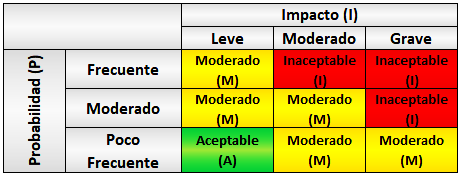 Impacto (I)
Leve Moderado Grave
Probabilidad (P)
Frecuente
Moderado
(M)
Inaceptable
(I)
Inaceptable
(I)
Moderado
Moderado
(M)
Moderado
(M)
Inaceptable
(I)
Poco
Frecuente
Aceptable
(A)
Moderado
(M)
Moderado
(M)